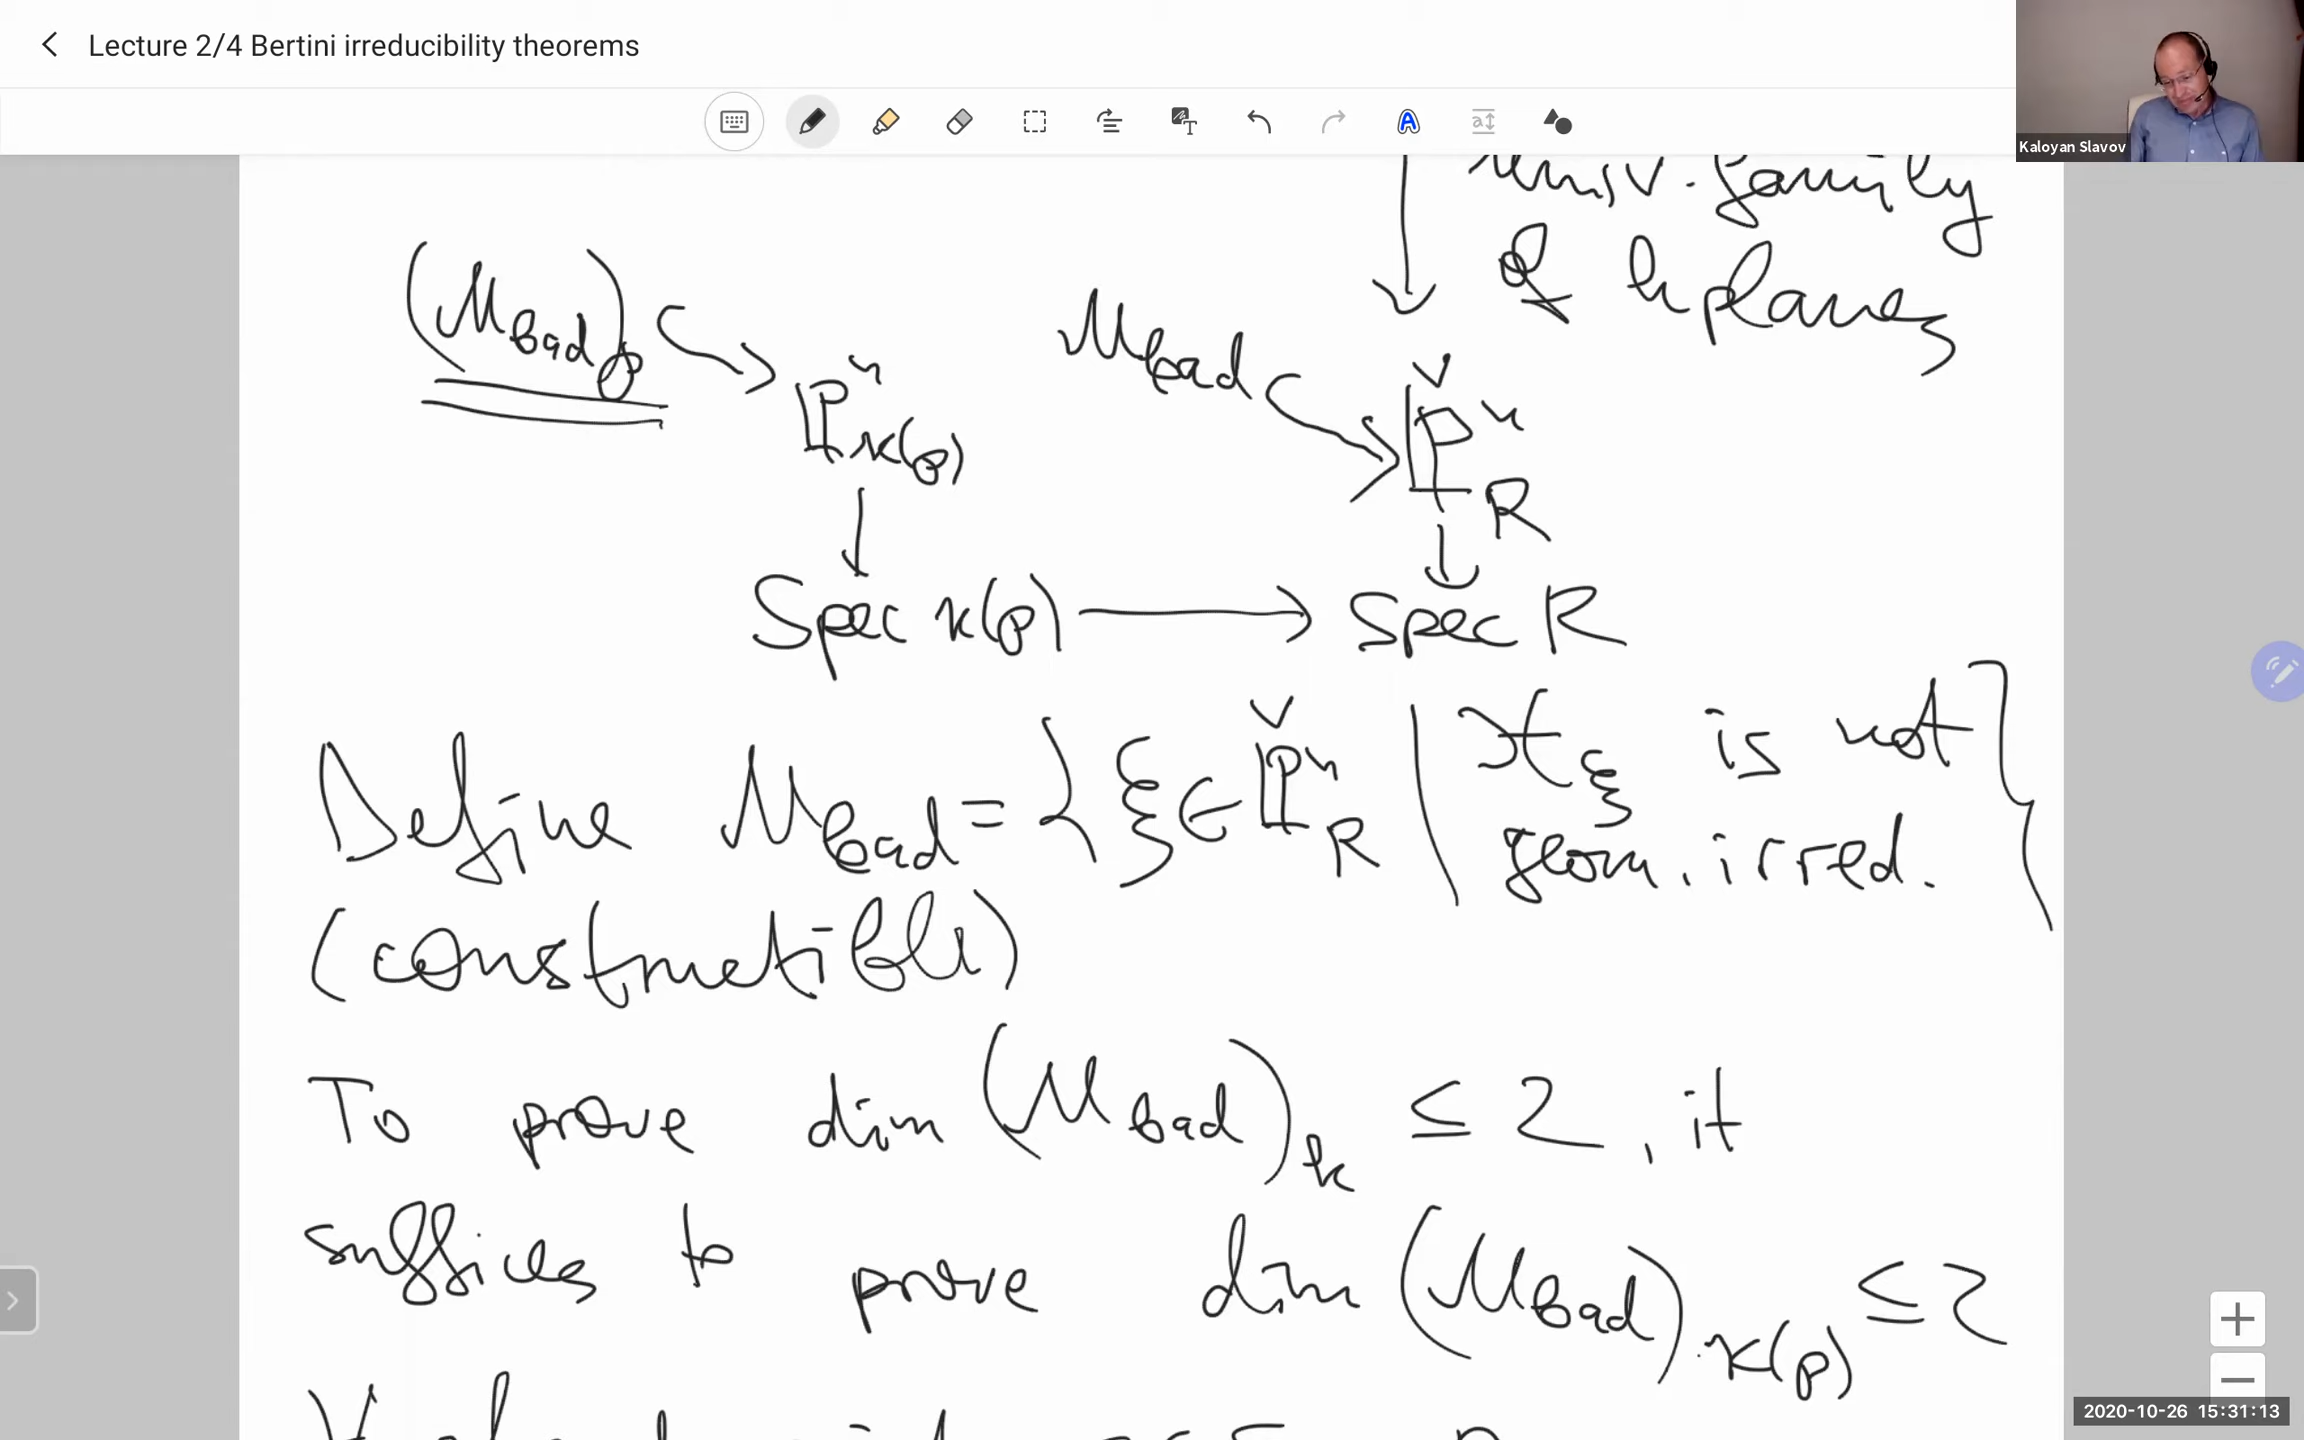 Lecture 2/4 Bertini irreducibility theorems
Kaloyan Slavov
univ. family
of hplanes
(M_bad)_p ↪ P^n_κ(p)
M_bad ↪ P̌^n_R
Spec κ(p) → Spec R
Define M_bad = { ξ ∈ P̌^n_R | H_ξ is not
geom. irred. }
(constructible)
To prove dim (M_bad)_k ≤ 2, it
suffices to prove dim (M_bad)_κ(p) ≤ 2
2020-10-26 15:31:13